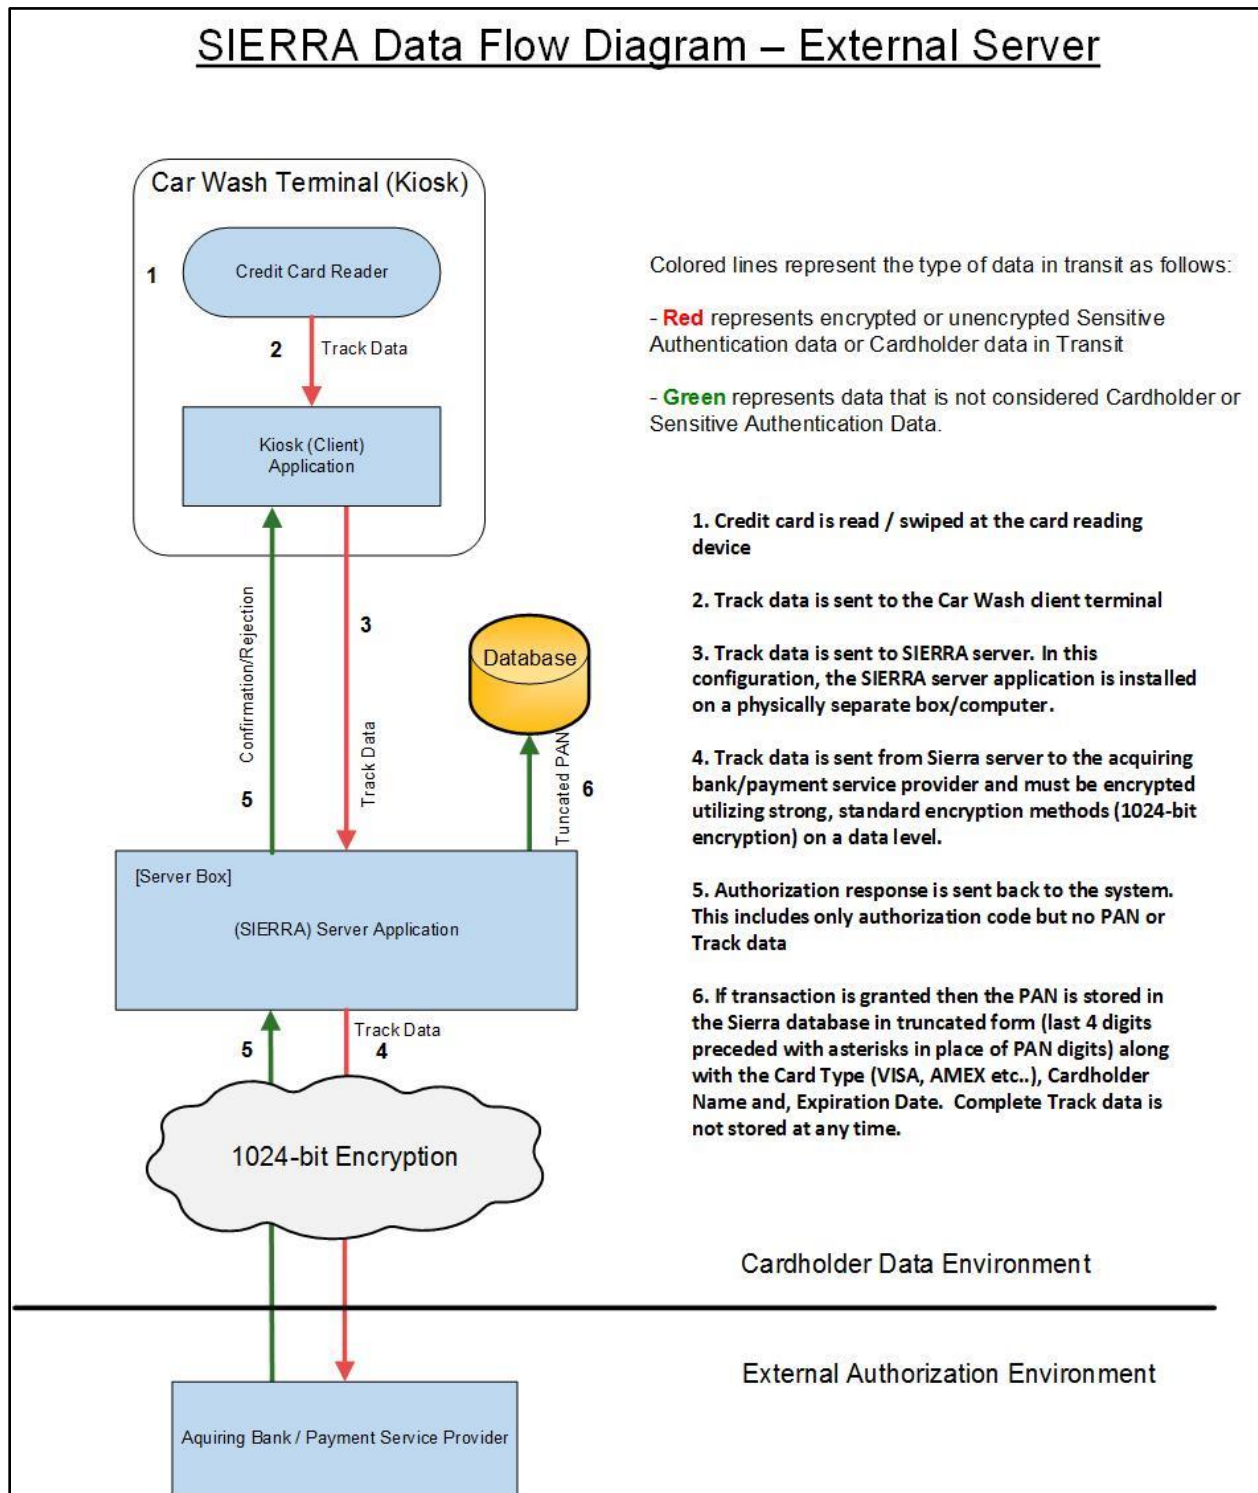 SIERRA Data Flow Diagram – External Server
Car Wash Terminal (Kiosk)
1
Credit Card Reader
2
Track Data
Kiosk (Client)
Application
Confirmation/Rejection
5
3
Track Data
Database
Tuncated PAN
6
[Server Box]
(SIERRA) Server Application
5
Track Data
4
1024-bit Encryption
Aquiring Bank / Payment Service Provider
Colored lines represent the type of data in transit as follows:
- Red represents encrypted or unencrypted Sensitive
Authentication data or Cardholder data in Transit
- Green represents data that is not considered Cardholder or
Sensitive Authentication Data.
1. Credit card is read / swiped at the card reading
device
2. Track data is sent to the Car Wash client terminal
3. Track data is sent to SIERRA server. In this
configuration, the SIERRA server application is installed
on a physically separate box/computer.
4. Track data is sent from Sierra server to the acquiring
bank/payment service provider and must be encrypted
utilizing strong, standard encryption methods (1024-bit
encryption) on a data level.
5. Authorization response is sent back to the system.
This includes only authorization code but no PAN or
Track data
6. If transaction is granted then the PAN is stored in
the Sierra database in truncated form (last 4 digits
preceded with asterisks in place of PAN digits) along
with the Card Type (VISA, AMEX etc..), Cardholder
Name and, Expiration Date. Complete Track data is
not stored at any time.
Cardholder Data Environment
External Authorization Environment